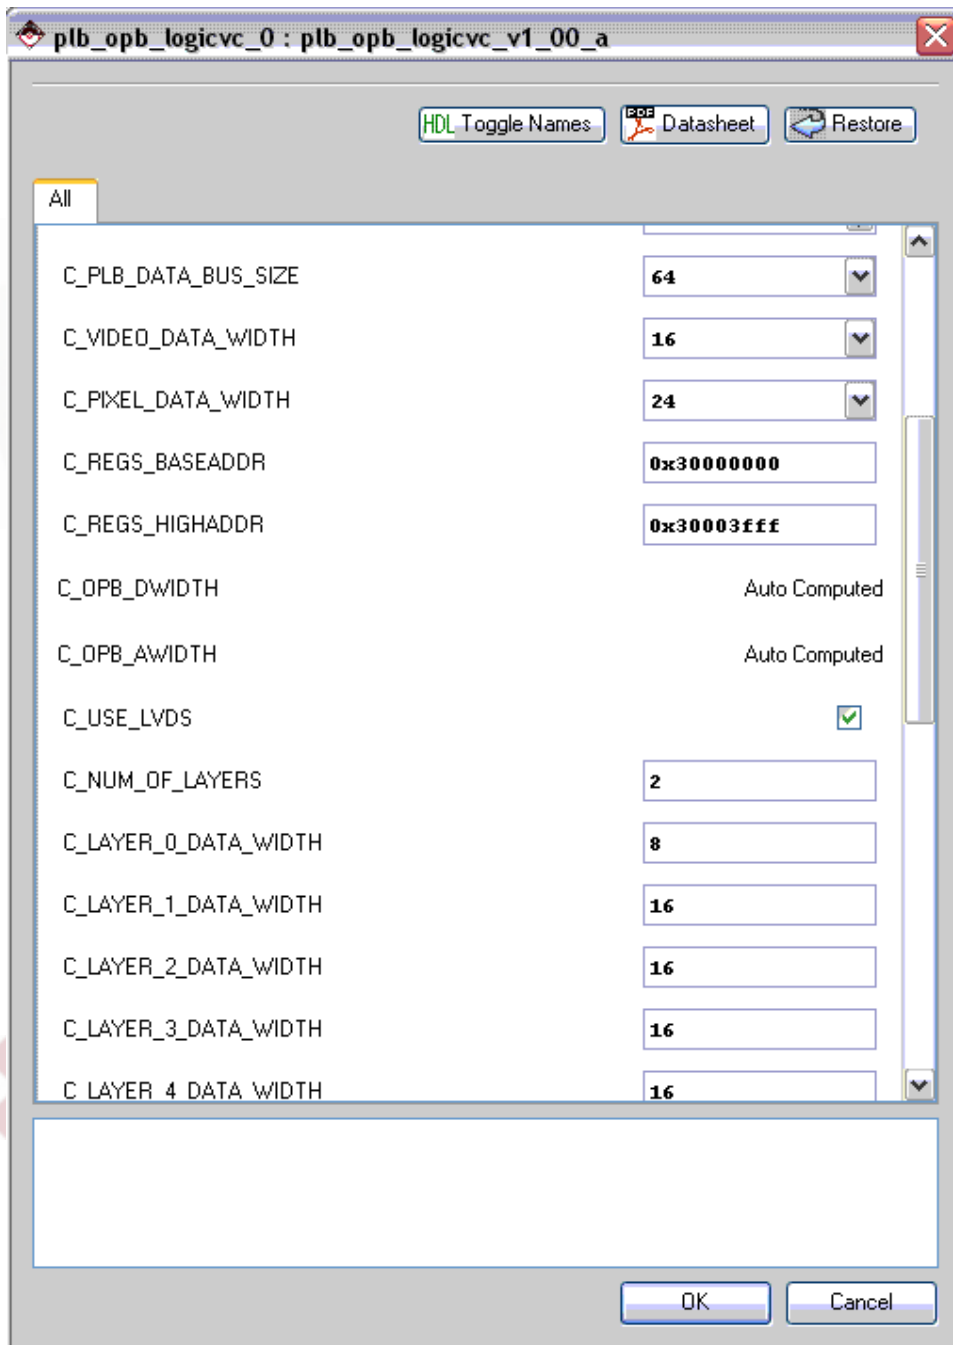 plb_opb_logicvc_0 : plb_opb_logicvc_v1_00_a
HDL Toggle Names
PDF Datasheet
Restore
All
C_PLB_DATA_BUS_SIZE 64
C_VIDEO_DATA_WIDTH 16
C_PIXEL_DATA_WIDTH 24
C_REGS_BASEADDR 0x30000000
C_REGS_HIGHADDR 0x30003fff
C_OPB_DWIDTH Auto Computed
C_OPB_AWIDTH Auto Computed
C_USE_LVDS
C_NUM_OF_LAYERS 2
C_LAYER_0_DATA_WIDTH 8
C_LAYER_1_DATA_WIDTH 16
C_LAYER_2_DATA_WIDTH 16
C_LAYER_3_DATA_WIDTH 16
C_LAYER_4_DATA_WIDTH 16
OK Cancel